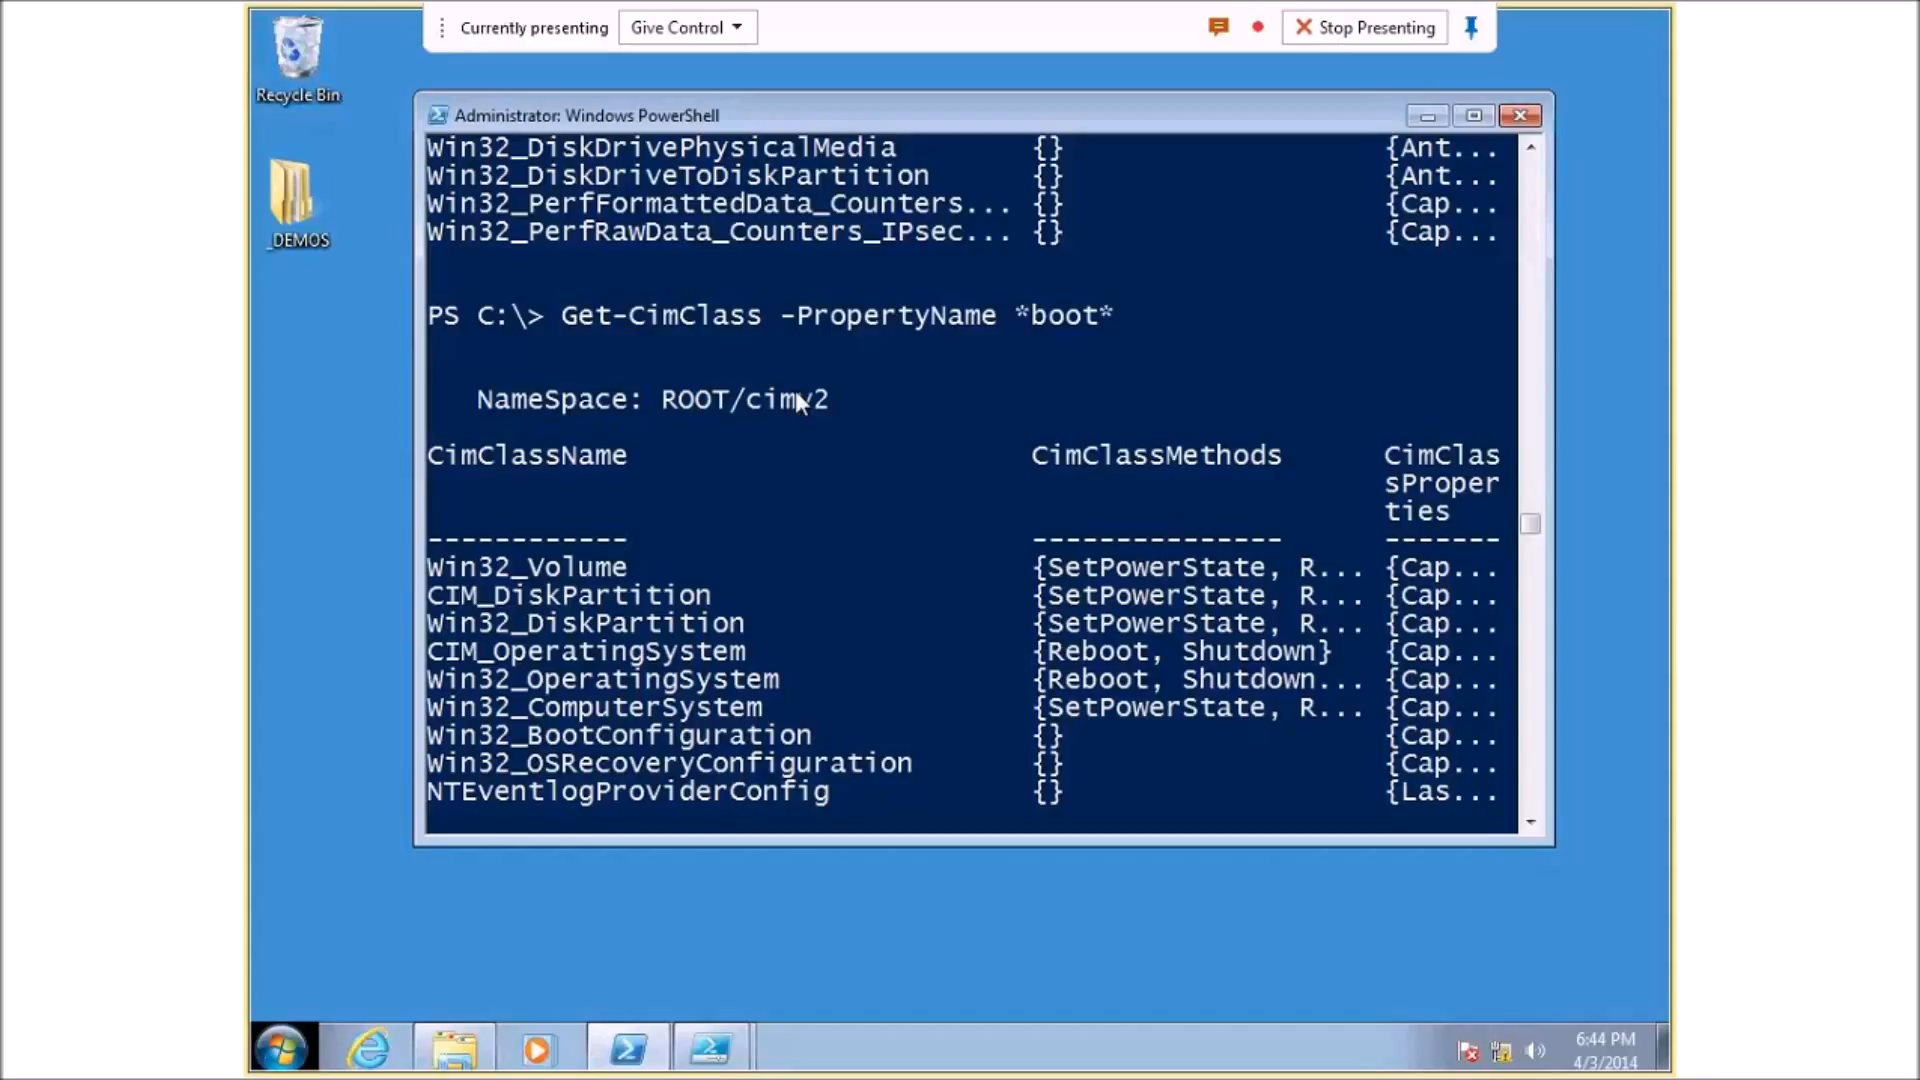 Currently presenting Give Control Stop Presenting
Recycle Bin
_DEMOS
Administrator: Windows PowerShell
Win32_DiskDrivePhysicalMedia {} {Ant...
Win32_DiskDriveToDiskPartition {} {Ant...
Win32_PerfFormattedData_Counters... {} {Cap...
Win32_PerfRawData_Counters_IPsec... {} {Cap...
PS C:\> Get-CimClass -PropertyName *boot*
NameSpace: ROOT/cimv2
CimClassName CimClassMethods CimClas
sProper
ties
------------ --------------- -------
Win32_Volume {SetPowerState, R... {Cap...
CIM_DiskPartition {SetPowerState, R... {Cap...
Win32_DiskPartition {SetPowerState, R... {Cap...
CIM_OperatingSystem {Reboot, Shutdown} {Cap...
Win32_OperatingSystem {Reboot, Shutdown... {Cap...
Win32_ComputerSystem {SetPowerState, R... {Cap...
Win32_BootConfiguration {} {Cap...
Win32_OSRecoveryConfiguration {} {Cap...
NTEventlogProviderConfig {} {Las...
6:44 PM
4/3/2014